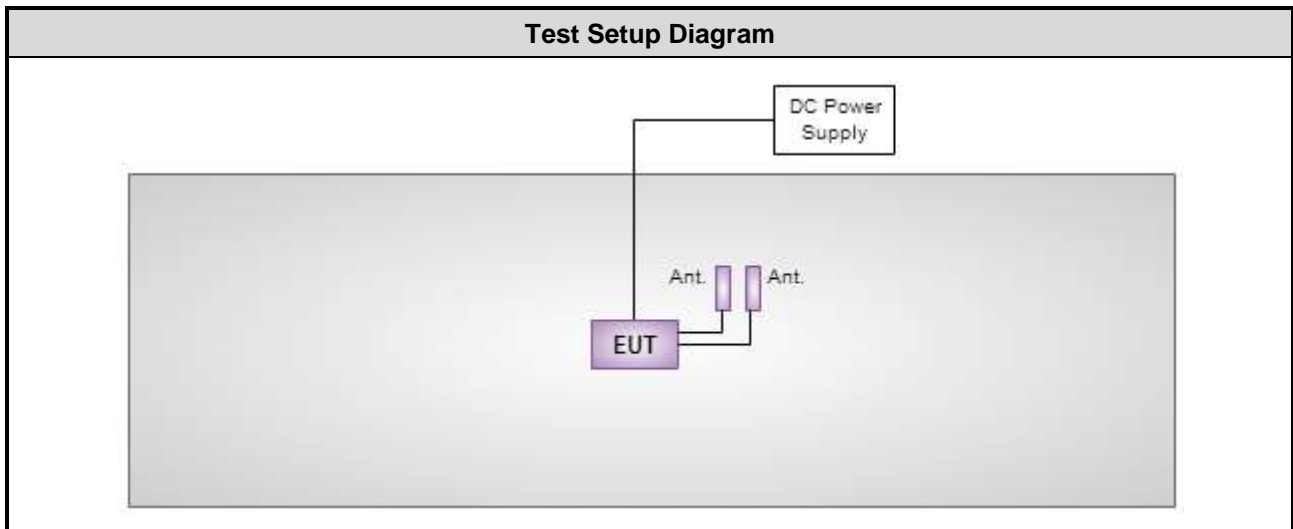 Test Setup Diagram
DC Power
Supply
Ant.
Ant.
EUT